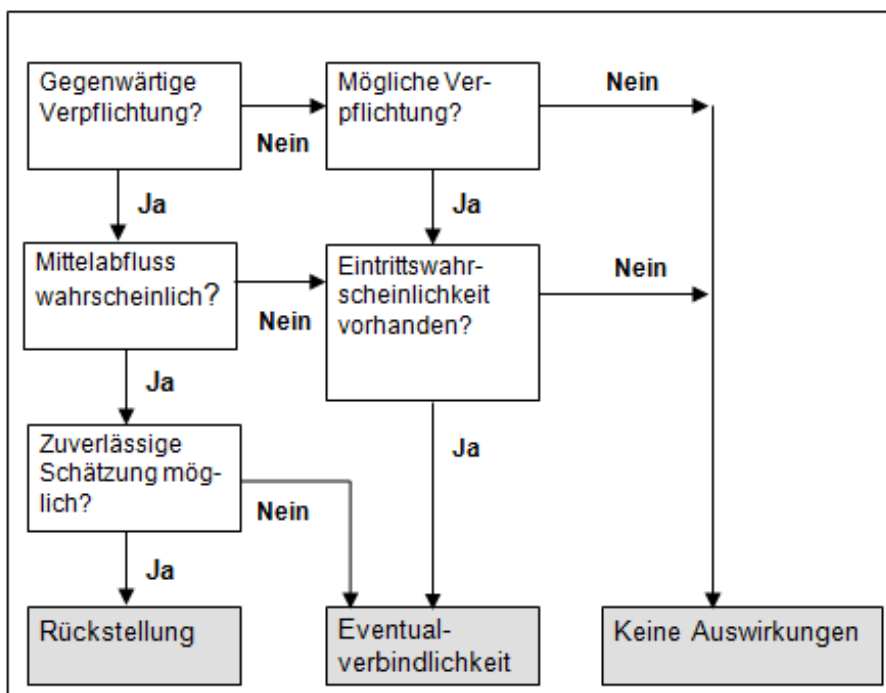 Gegenwärtige
Verpflichtung?
Nein
Mögliche Ver-
pflichtung?
Nein
Ja
Ja
Mittelabfluss
wahrscheinlich?
Nein
Eintrittswahr-
scheinlichkeit
vorhanden?
Nein
Ja
Ja
Zuverlässige
Schätzung mög-
lich?
Nein
Ja
Rückstellung
Eventual-
verbindlichkeit
Keine Auswirkungen